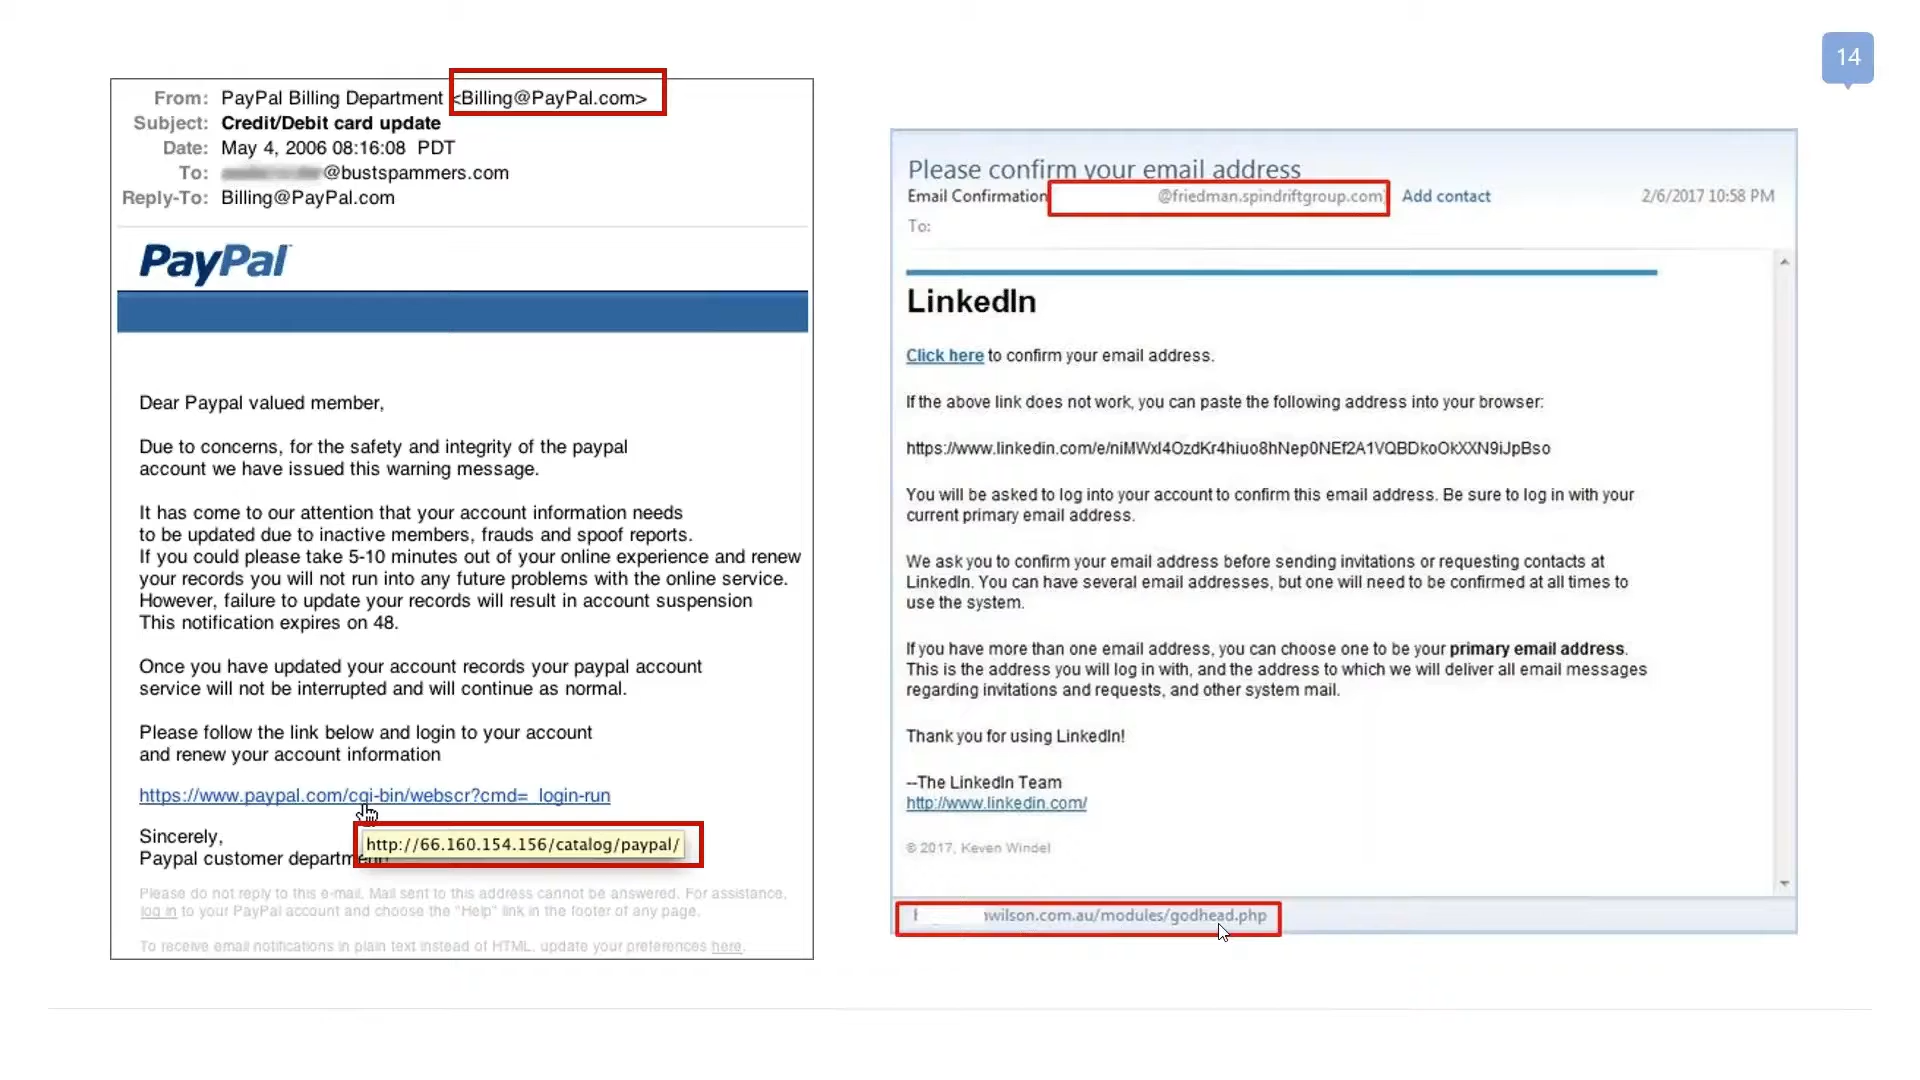 14
From: PayPal Billing Department <Billing@PayPal.com>
Subject: Credit/Debit card update
Date: May 4, 2006 08:16:08 PDT
To: @bustspammers.com
Reply-To: Billing@PayPal.com
PayPal
Dear Paypal valued member,
Due to concerns, for the safety and integrity of the paypal
account we have issued this warning message.
It has come to our attention that your account information needs
to be updated due to inactive members, frauds and spoof reports.
If you could please take 5-10 minutes out of your online experience and renew
your records you will not run into any future problems with the online service.
However, failure to update your records will result in account suspension
This notification expires on 48.
Once you have updated your account records your paypal account
service will not be interrupted and will continue as normal.
Please follow the link below and login to your account
and renew your account information
https://www.paypal.com/cgi-bin/webscr?cmd=_login-run
http://66.160.154.156/catalog/paypal/
Sincerely,
Paypal customer department
Please do not reply to this e-mail. Mail sent to this address cannot be answered. For assistance,
log in to your PayPal account and choose the "Help" link in the footer of any page.
To receive email notifications in plain text instead of HTML, update your preferences here.
Please confirm your email address
Email Confirmation @friedman.spindriftgroup.com Add contact 2/6/2017 10:58 PM
To:
LinkedIn
Click here to confirm your email address.
If the above link does not work, you can paste the following address into your browser:
https://www.linkedin.com/e/niMWxl4OzdKr4hiuo8hNep0NEf2A1VQBDkoOkXXN9iJpBso
You will be asked to log into your account to confirm this email address. Be sure to log in with your
current primary email address.
We ask you to confirm your email address before sending invitations or requesting contacts at
LinkedIn. You can have several email addresses, but one will need to be confirmed at all times to
use the system.
If you have more than one email address, you can choose one to be your primary email address.
This is the address you will log in with, and the address to which we will deliver all email messages
regarding invitations and requests, and other system mail.
Thank you for using LinkedIn!
--The LinkedIn Team
http://www.linkedin.com/
© 2017, Keven Windel
wilson.com.au/modules/godhead.php